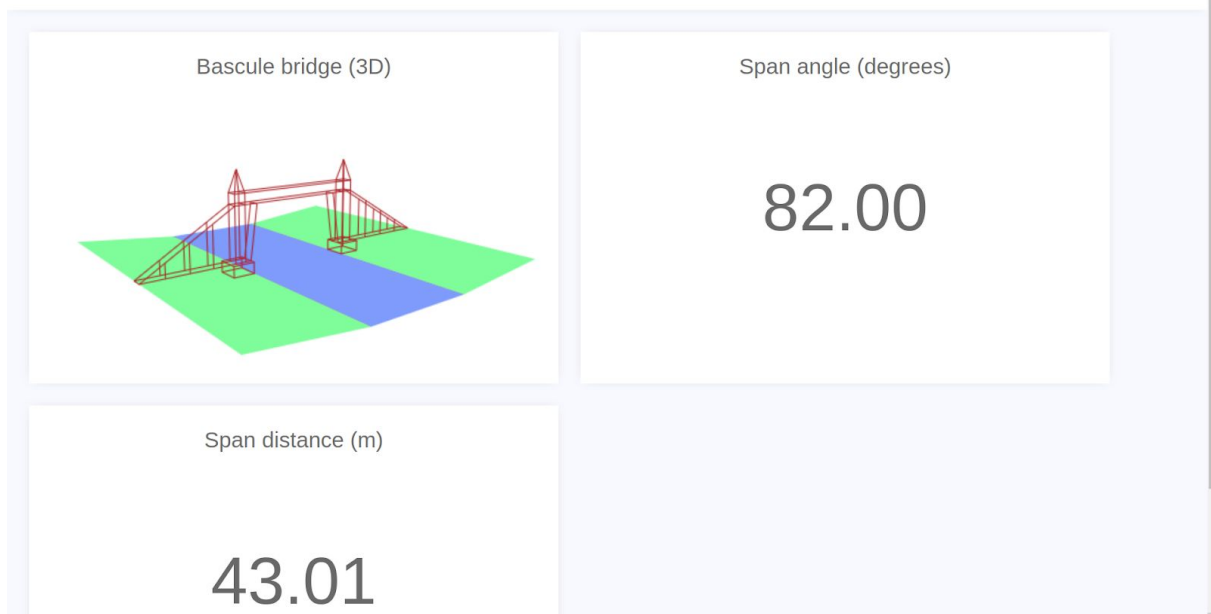 Bascule bridge (3D)
Span angle (degrees)
82.00
Span distance (m)
43.01